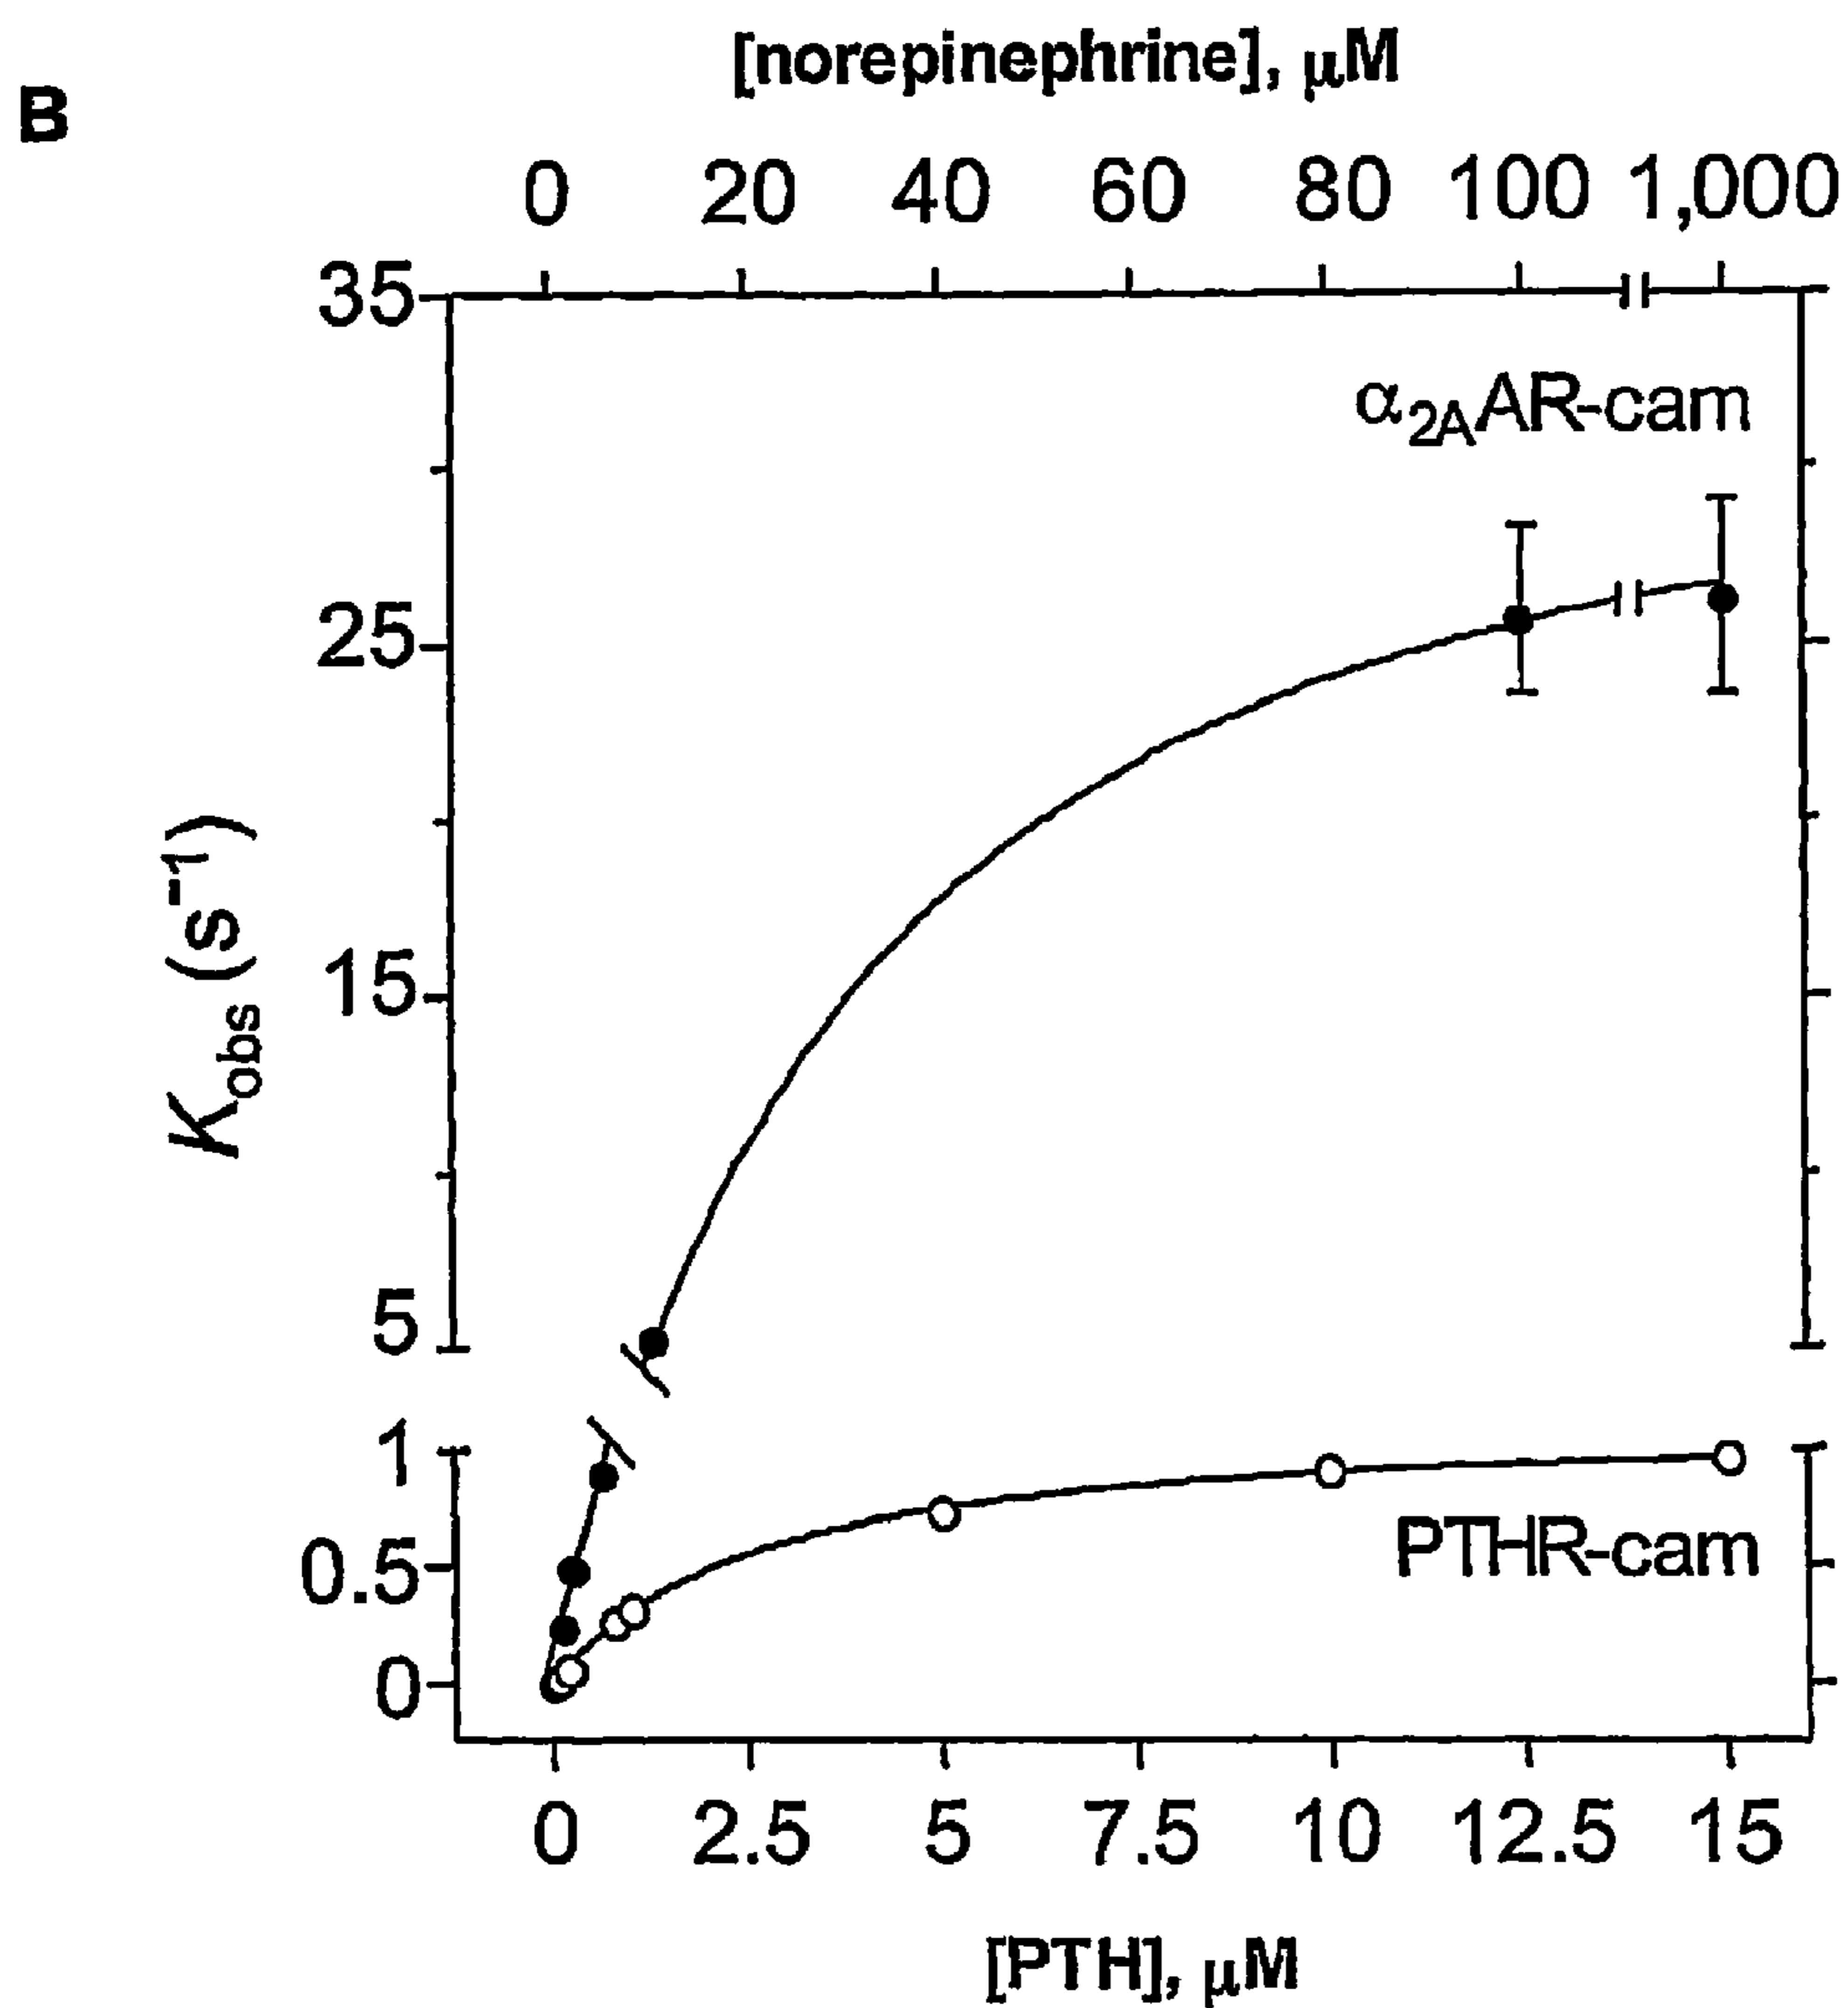 B
[norepinephrine], μM
0 20 40 60 80 100 1,000
35
α2AAR-cam
25
Kobs (s-1)
15
5
1
PTHR-cam
0.5
0
0 2.5 5 7.5 10 12.5 15
[PTH], μM